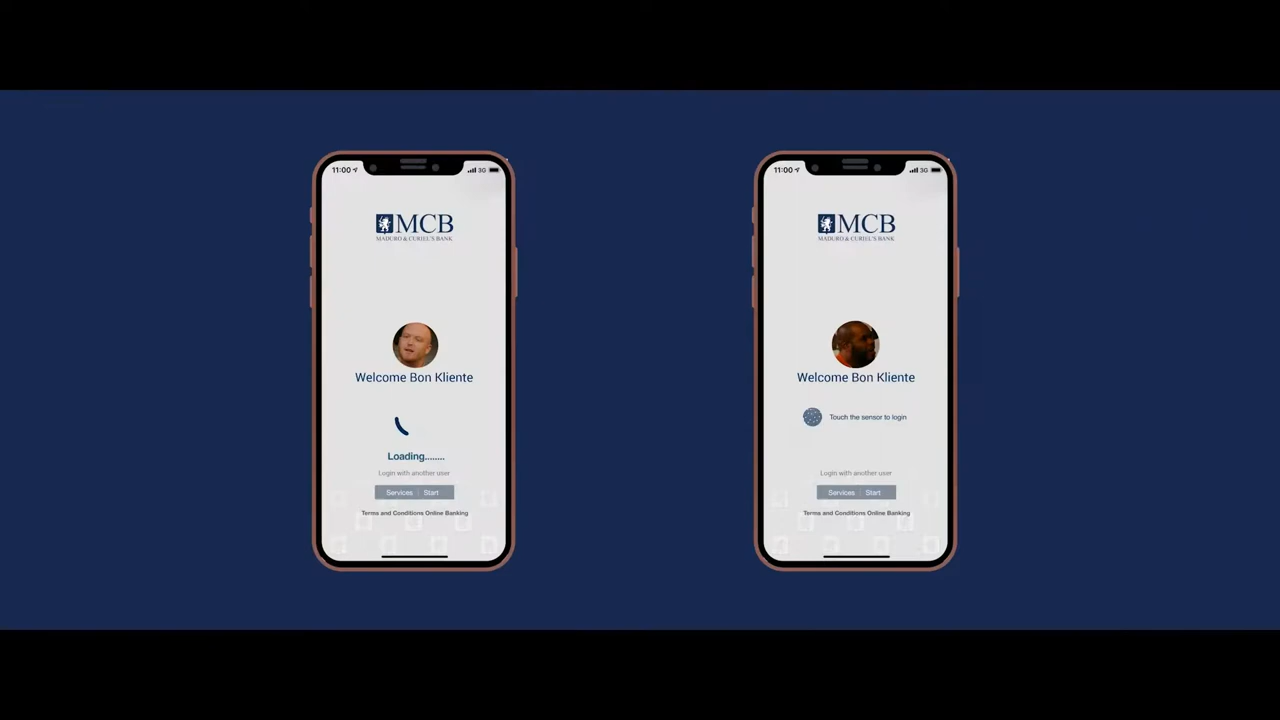 11:00
3G
MCB
MADURO & CURIEL'S BANK
Welcome Bon Kliente
Loading........
Login with another user
Services Start
Terms and Conditions Online Banking
11:00
3G
MCB
MADURO & CURIEL'S BANK
Welcome Bon Kliente
Touch the sensor to login
Login with another user
Services Start
Terms and Conditions Online Banking